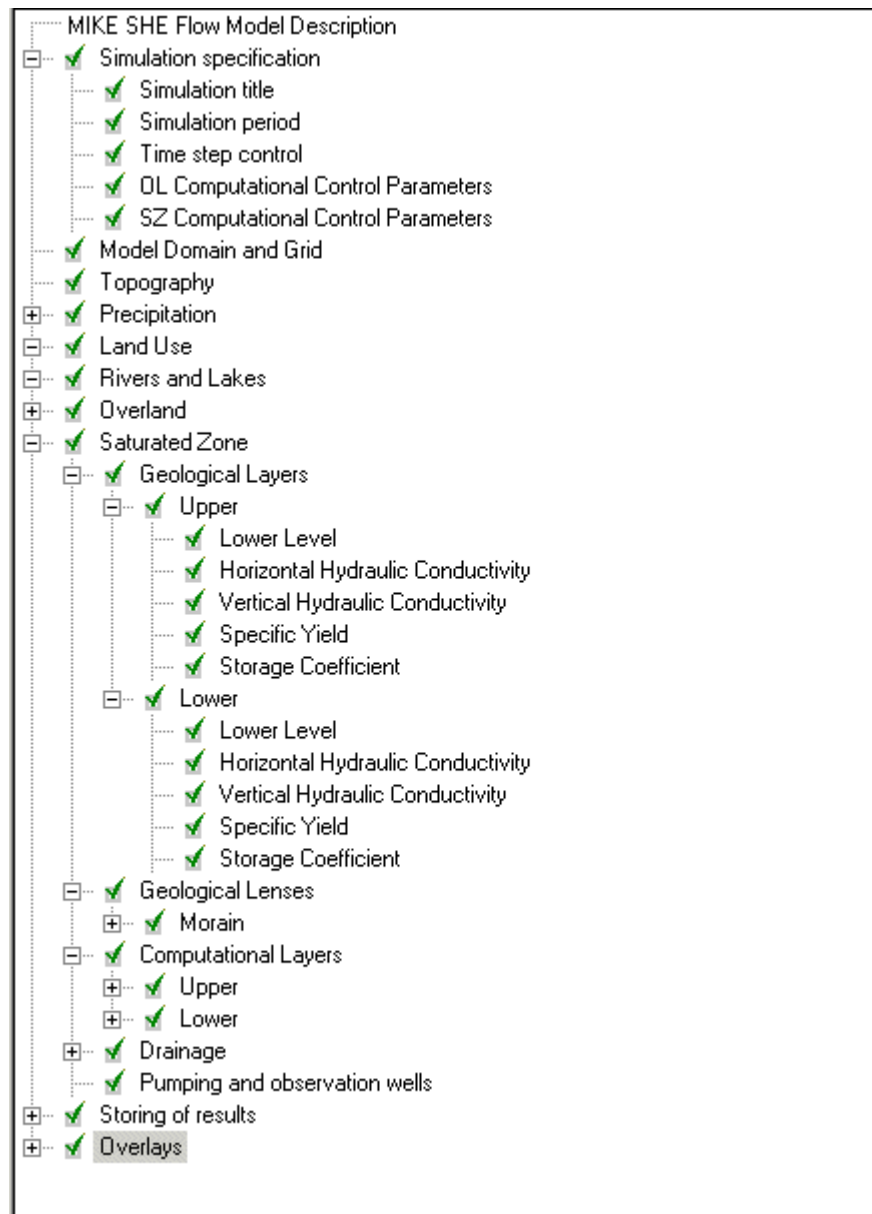 MIKE SHE Flow Model Description
Simulation specification
Simulation title
Simulation period
Time step control
OL Computational Control Parameters
SZ Computational Control Parameters
Model Domain and Grid
Topography
Precipitation
Land Use
Rivers and Lakes
Overland
Saturated Zone
Geological Layers
Upper
Lower Level
Horizontal Hydraulic Conductivity
Vertical Hydraulic Conductivity
Specific Yield
Storage Coefficient
Lower
Lower Level
Horizontal Hydraulic Conductivity
Vertical Hydraulic Conductivity
Specific Yield
Storage Coefficient
Geological Lenses
Morain
Computational Layers
Upper
Lower
Drainage
Pumping and observation wells
Storing of results
Overlays